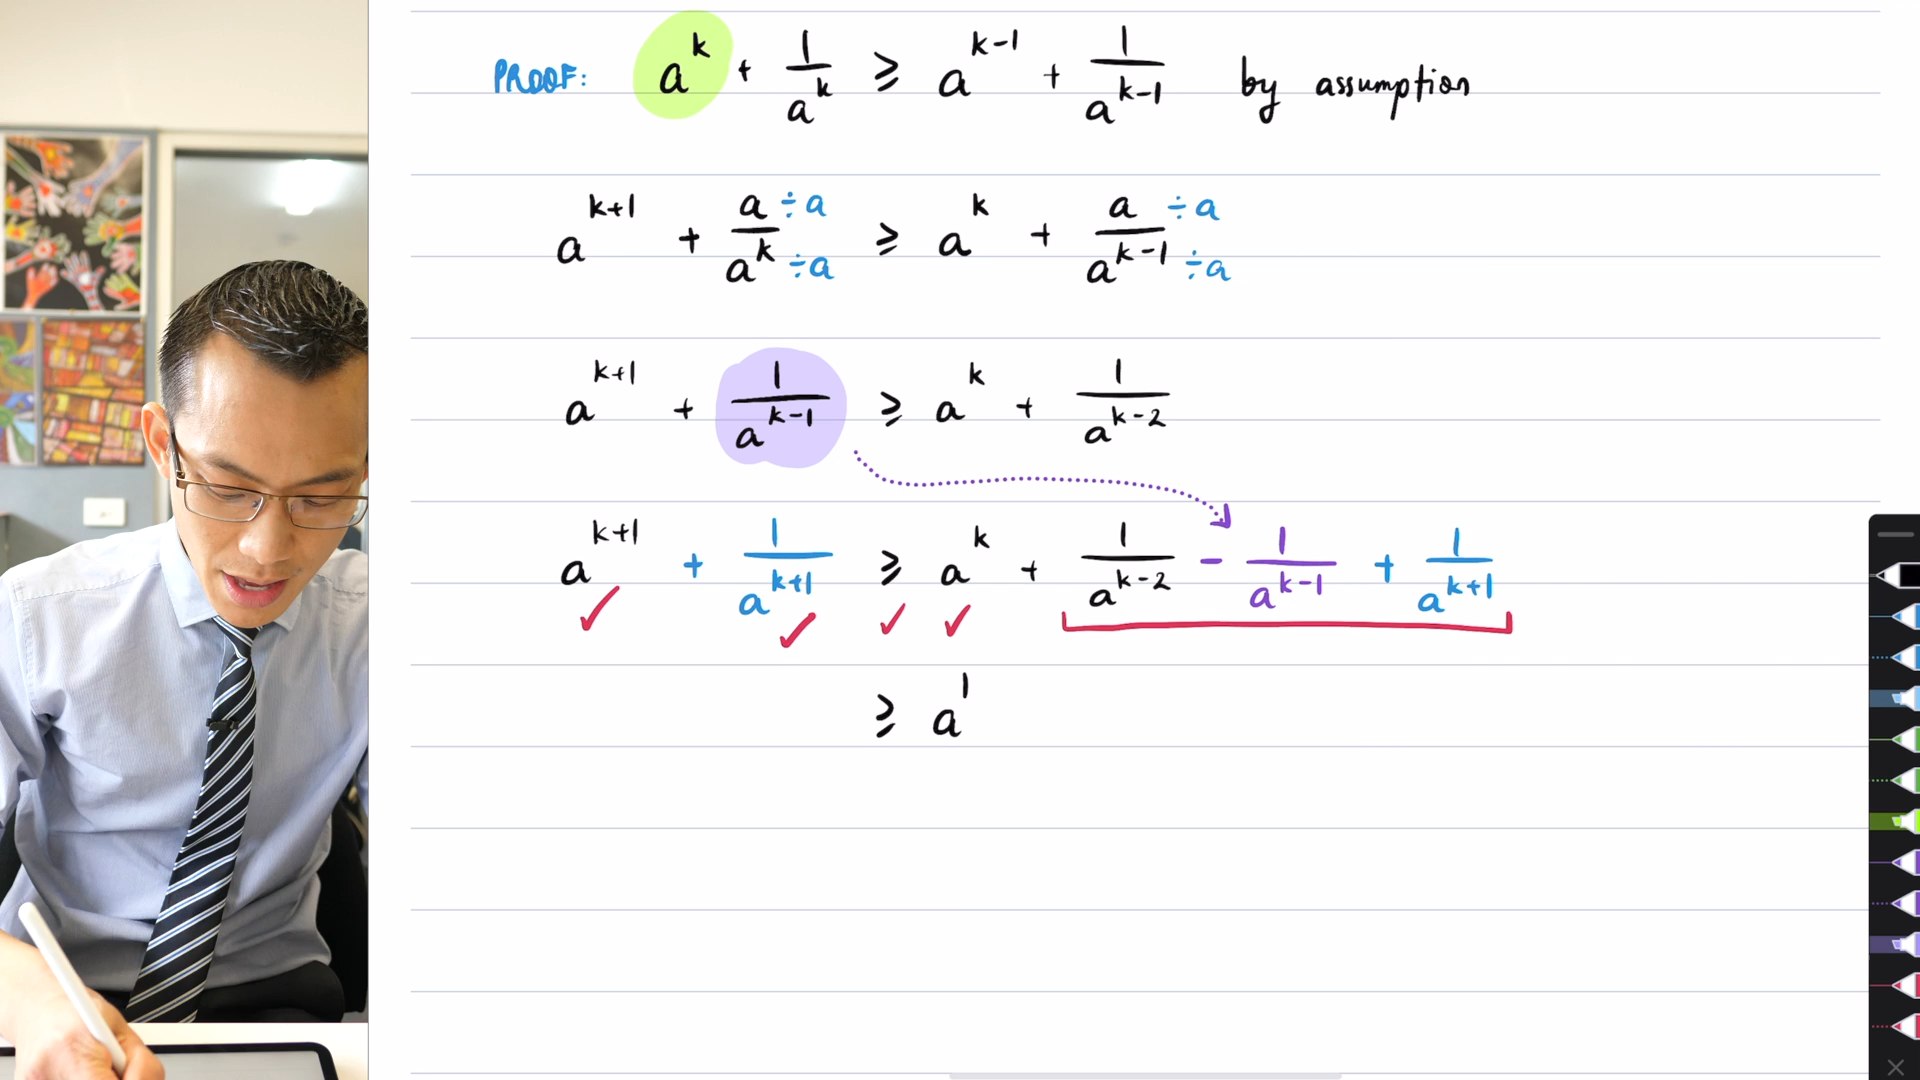 PROOF: a^k + 1/a^k ≥ a^(k-1) + 1/a^(k-1) by assumption
a^(k+1) + a ÷a / a^k ÷a ≥ a^k + a ÷a / a^(k-1) ÷a
a^(k+1) + 1/a^(k-1) ≥ a^k + 1/a^(k-2)
a^(k+1) + 1/a^(k+1) ≥ a^k + 1/a^(k-2) - 1/a^(k-1) + 1/a^(k+1)
≥ a^1